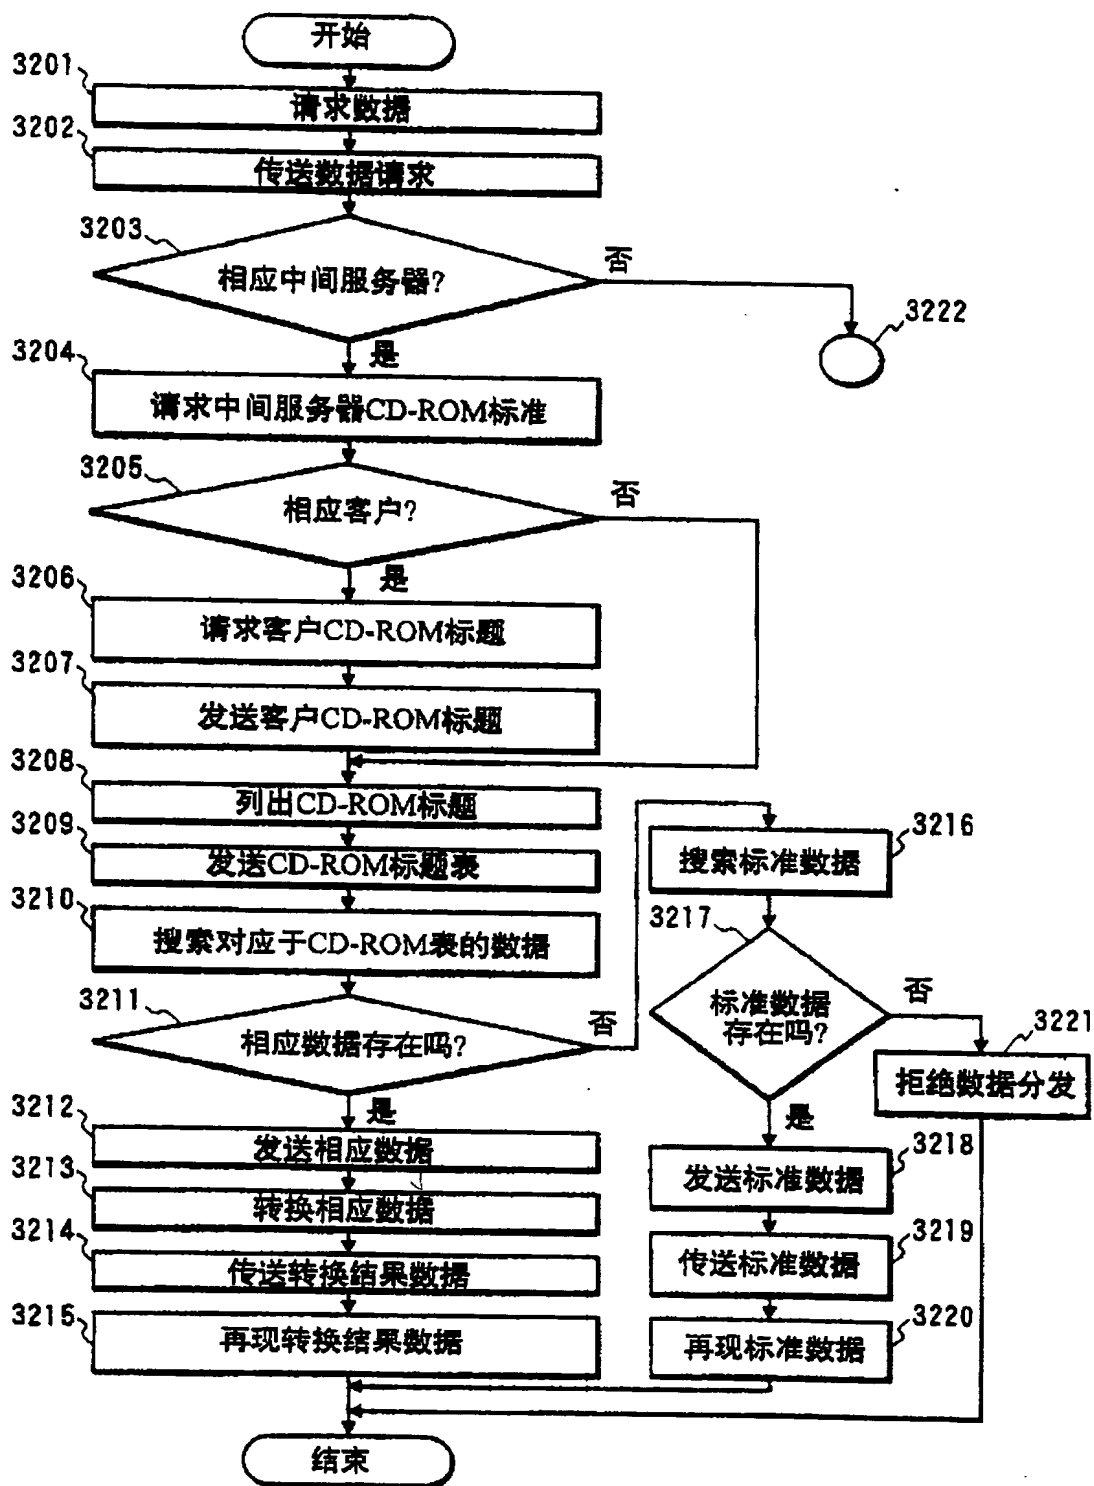 开始
3201
请求数据
3202
传送数据请求
3203
相应中间服务器?
否
3222
是
3204
请求中间服务器CD-ROM标准
3205
相应客户?
否
是
3206
请求客户CD-ROM标题
3207
发送客户CD-ROM标题
3208
列出CD-ROM标题
3209
发送CD-ROM标题表
3210
搜索对应于CD-ROM表的数据
3211
相应数据存在吗?
否
是
3212
发送相应数据
3213
转换相应数据
3214
传送转换结果数据
3215
再现转换结果数据
3216
搜索标准数据
3217
标准数据
存在吗?
否
3221
拒绝数据分发
是
3218
发送标准数据
3219
传送标准数据
3220
再现标准数据
结束